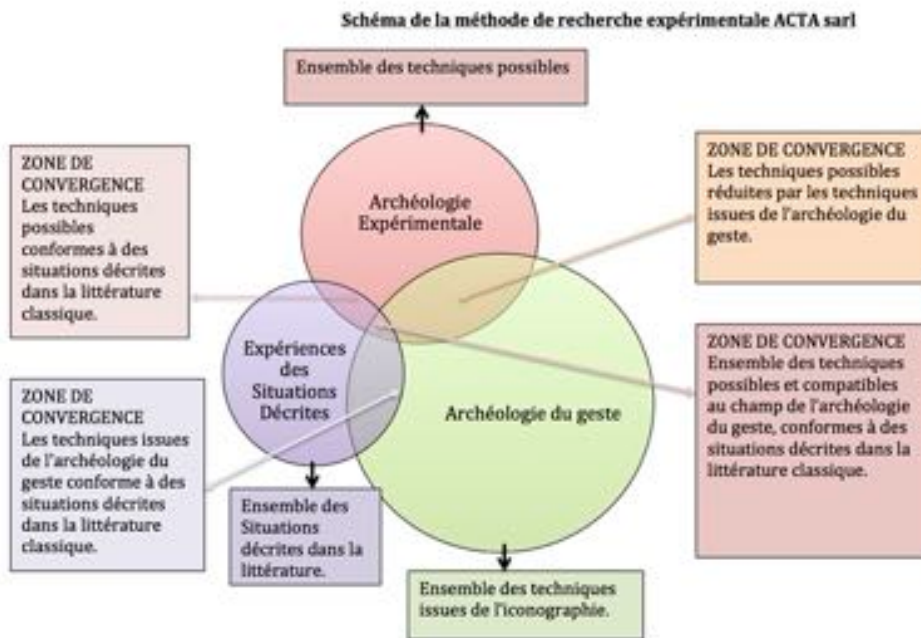 Schéma de la méthode de recherche expérimentale ACTA sarl
Ensemble des techniques possibles
ZONE DE
CONVERGENCE
Les techniques
possibles
conformes à des
situations décrites
dans la littérature
classique.
Archéologie
Expérimentale
ZONE DE CONVERGENCE
Les techniques possibles
réduites par les techniques
issues de l'archéologie du
geste.
Expériences
des
Situations
Décrites
Archéologie du geste
ZONE DE CONVERGENCE
Ensemble des techniques
possibles et compatibles
au champ de l'archéologie
du geste, conformes à des
situations décrites dans la
littérature classique.
ZONE DE
CONVERGENCE
Les techniques issues
de l'archéologie du
geste conforme à des
situations décrites
dans la littérature
classique.
Ensemble des
Situations
décrites dans la
littérature.
Ensemble des techniques
issues de l'iconographie.